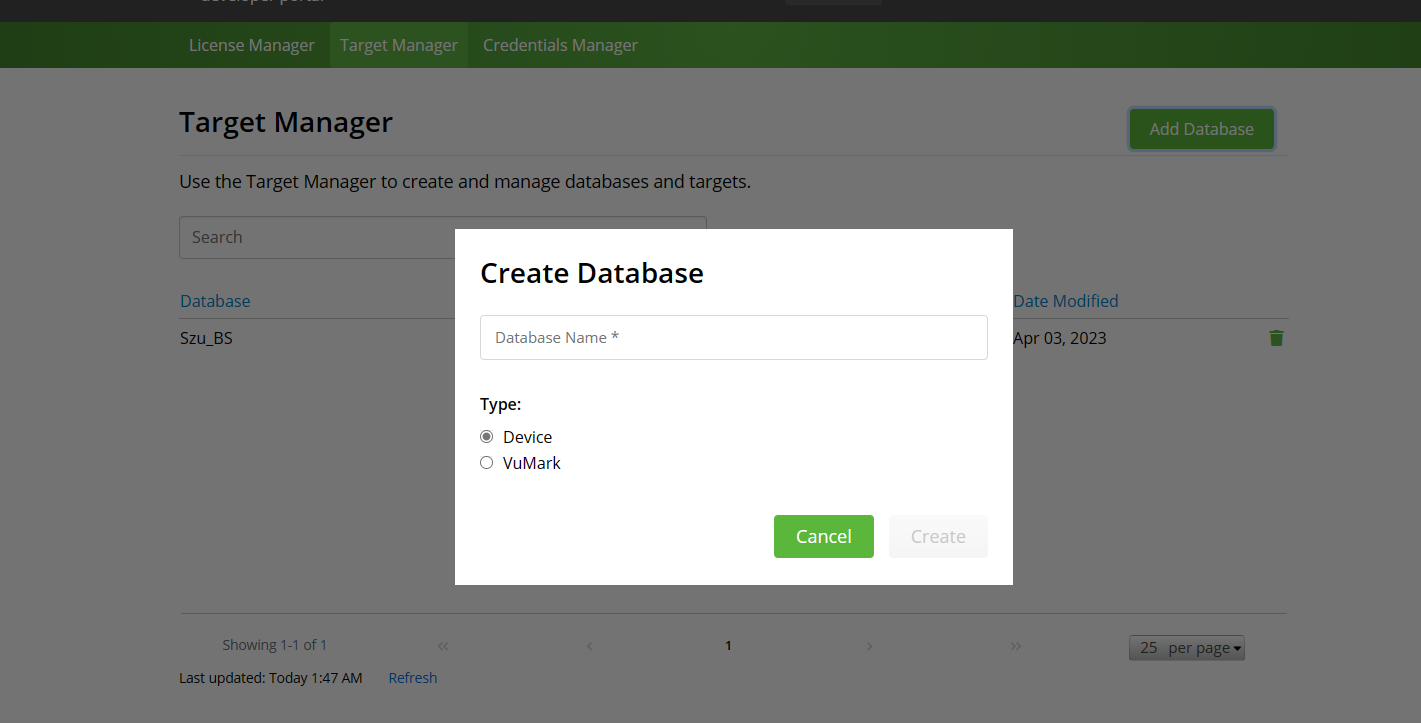 developer portal
License Manager Target Manager Credentials Manager
Target Manager
Add Database
Use the Target Manager to create and manage databases and targets.
Search
Create Database
Database Name *
Database
Date Modified
Szu_BS
Apr 03, 2023
Type:
Device
VuMark
Cancel Create
Showing 1-1 of 1 « ‹ 1 › » 25 per page
Last updated: Today 1:47 AM Refresh